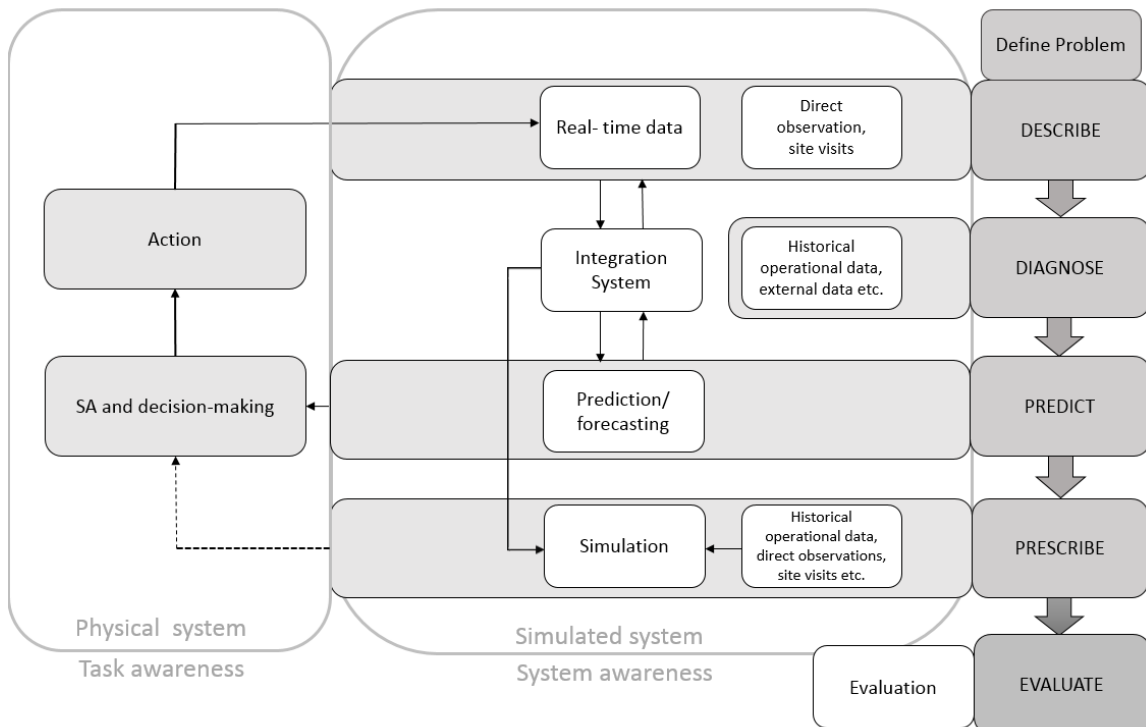 Define Problem
Real- time data
Direct
observation,
site visits
DESCRIBE
Action
Integration
System
Historical
operational data,
external data etc.
DIAGNOSE
SA and decision-making
Prediction/
forecasting
PREDICT
Simulation
Historical
operational data,
direct observations,
site visits etc.
PRESCRIBE
Physical system
Task awareness
Simulated system
System awareness
Evaluation
EVALUATE